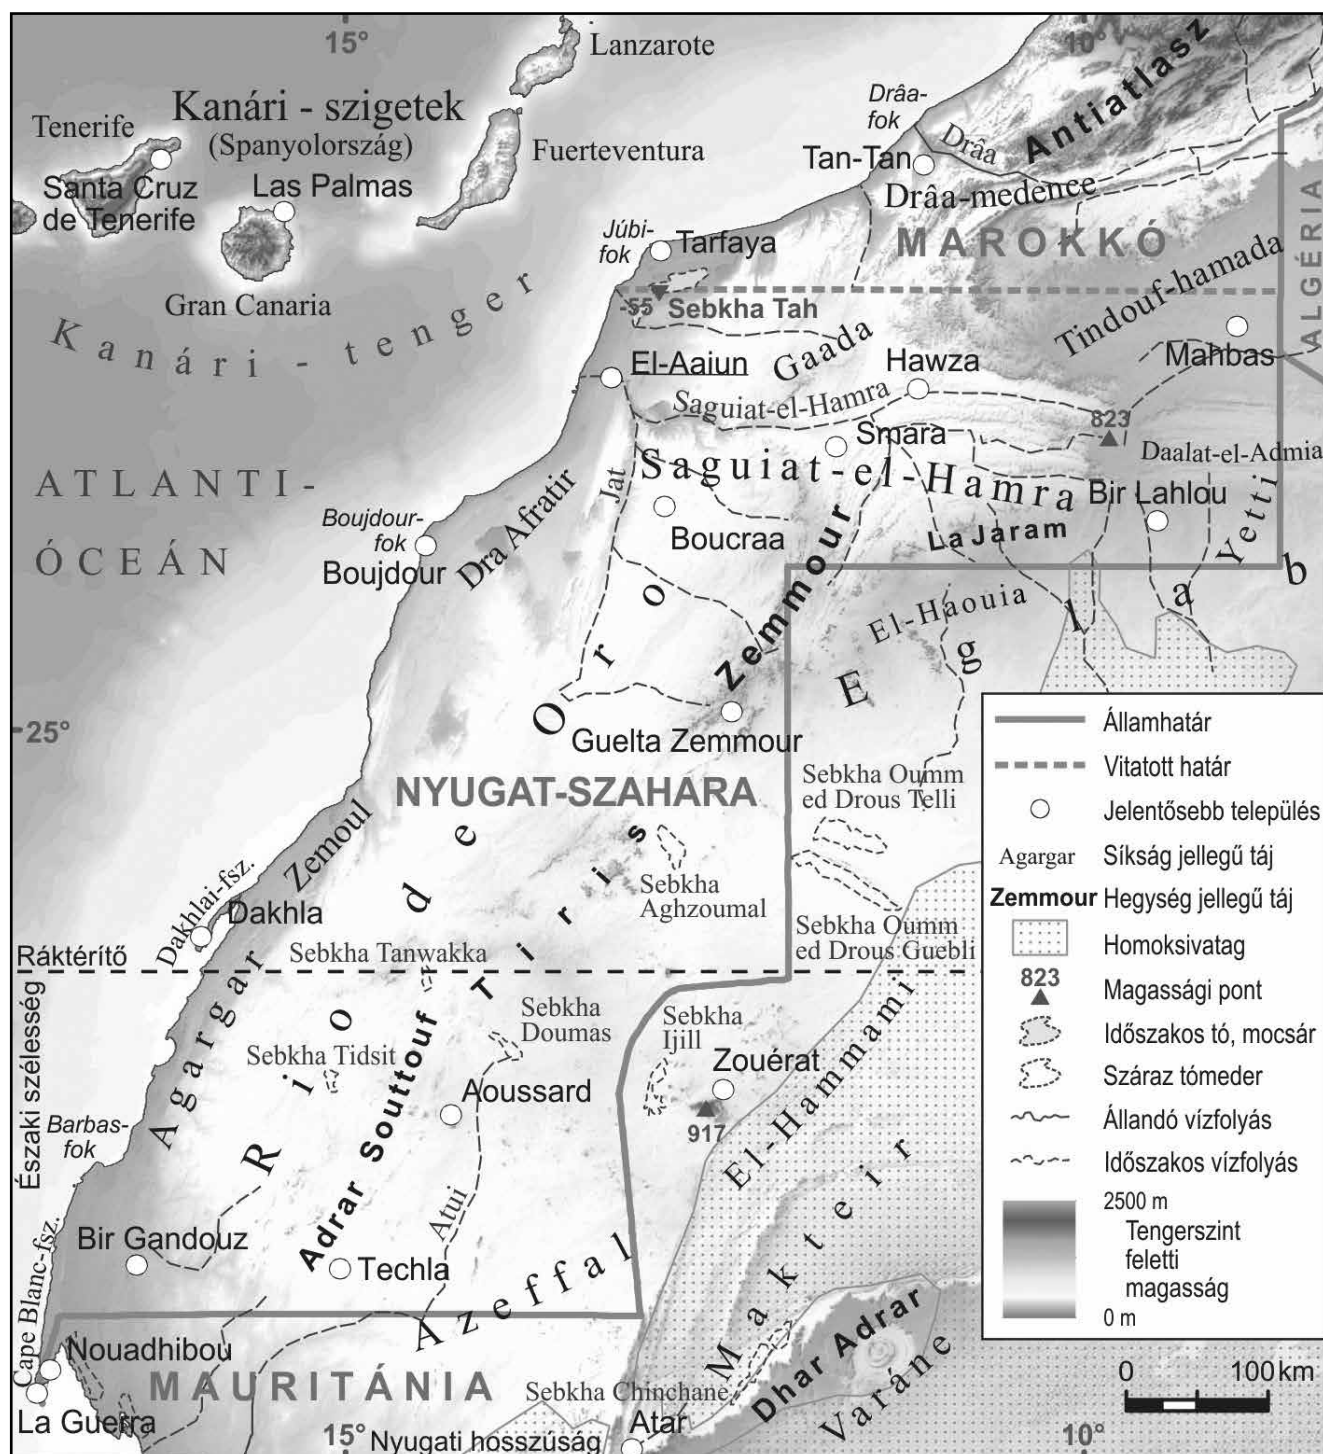 15°
10°
Lanzarote
Kanári - szigetek
(Spanyolország)
Tenerife
Fuerteventura
Santa Cruz
de Tenerife
Las Palmas
Gran Canaria
Drâa-
fok
Drâa
Antiatlasz
Tan-Tan
Drâa-medence
MAROKKÓ
ALGÉRIA
Júbi-
fok
Tarfaya
-55
Sebkha Tah
Kanári-tenger
Tindouf-hamada
Mahbas
Gaada
Hawza
El-Aaiun
Saguiat-el-Hamra
823
Smara
Daalat-el-Admia
Saguiat-el-Hamra
Bir Lahlou
ATLANTI-
ÓCEÁN
Jat
Boujdour-
fok
Boujdour
Dra Afratir
Boucraa
La Jaram
Yetti
Zemmour
El-Haouia
Eglab
25°
Guelta Zemmour
NYUGAT-SZAHARA
Sebkha Oumm
ed Drous Telli
Zemoul
Rio de Oro
Tiris
Sebkha
Aghzoumal
Dakhlai-fsz.
Dakhla
Sebkha Oumm
ed Drous Guebli
Ráktérítő
Sebkha Tanwakka
Északi szélesség
Agargar
Sebkha
Doumas
Sebkha
Ijill
Sebkha Tidsit
Adrar Souttouf
Zouérat
Aoussard
917
El-Hammami
Barbas-
fok
Makteir
Atui
Bir Gandouz
Techla
Azeffal
Cape Blanc-fsz.
Nouadhibou
MAURITÁNIA
La Guerra
Sebkha Chinchane
Dhar Adrar
Varáne
Atar
15°
Nyugati hosszúság
10°
Államhatár
Vitatott határ
Jelentősebb település
Agargar Síkság jellegű táj
Zemmour Hegység jellegű táj
Homoksivatag
823
Magassági pont
Időszakos tó, mocsár
Száraz tómeder
Állandó vízfolyás
Időszakos vízfolyás
2500 m
Tengerszint
feletti
magasság
0 m
0 100 km